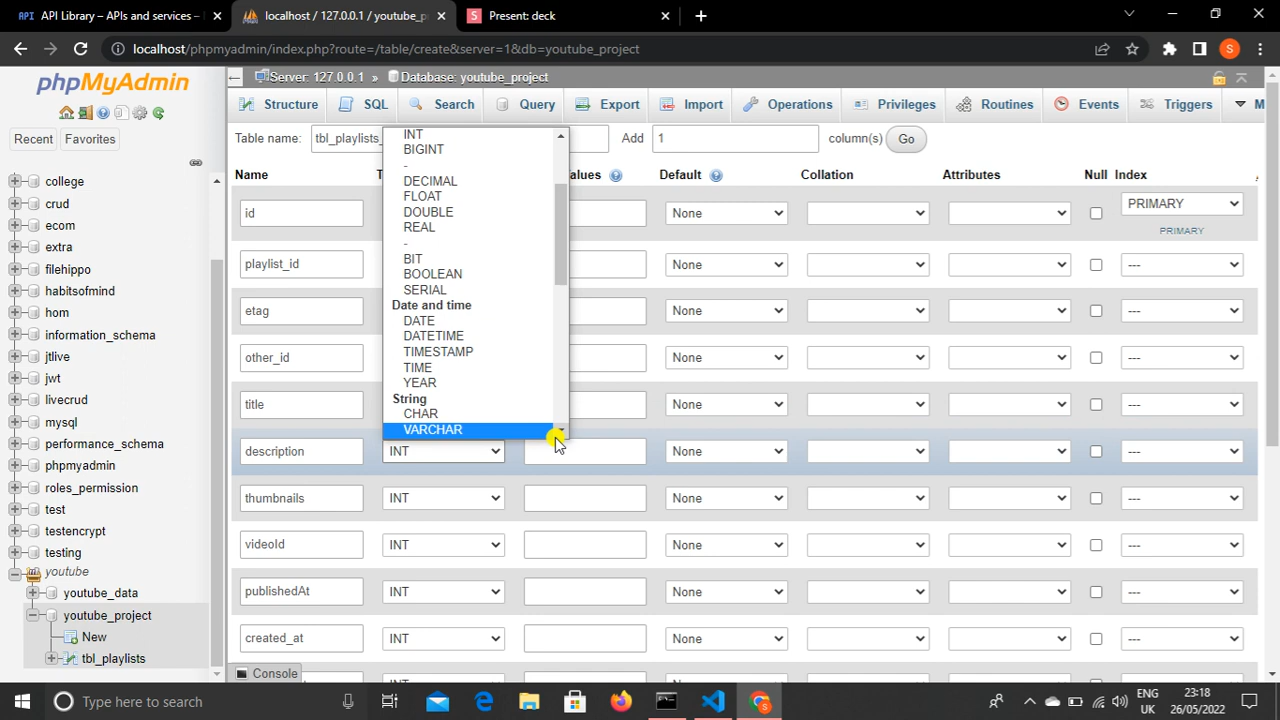 API API Library – APIs and services –
localhost / 127.0.0.1 / youtube_p
S Present: deck
localhost/phpmyadmin/index.php?route=/table/create&server=1&db=youtube_project
S
phpMyAdmin
Recent Favorites
college
crud
ecom
extra
filehippo
habitsofmind
hom
information_schema
jtlive
jwt
livecrud
mysql
performance_schema
phpmyadmin
roles_permission
test
testencrypt
testing
youtube
youtube_data
youtube_project
New
tbl_playlists
Server: 127.0.0.1 » Database: youtube_project
Structure SQL Search Query Export Import Operations Privileges Routines Events Triggers M
Table name: tbl_playlists_ Add 1 column(s) Go
Name T alues Default Collation Attributes Null Index
id None PRIMARY
PRIMARY
playlist_id None ---
etag None ---
other_id None ---
title None ---
description INT None ---
thumbnails INT None ---
videoId INT None ---
publishedAt INT None ---
created_at INT None ---
INT
BIGINT
-
DECIMAL
FLOAT
DOUBLE
REAL
-
BIT
BOOLEAN
SERIAL
Date and time
DATE
DATETIME
TIMESTAMP
TIME
YEAR
String
CHAR
VARCHAR
Console
Type here to search
ENG
UK
23:18
26/05/2022